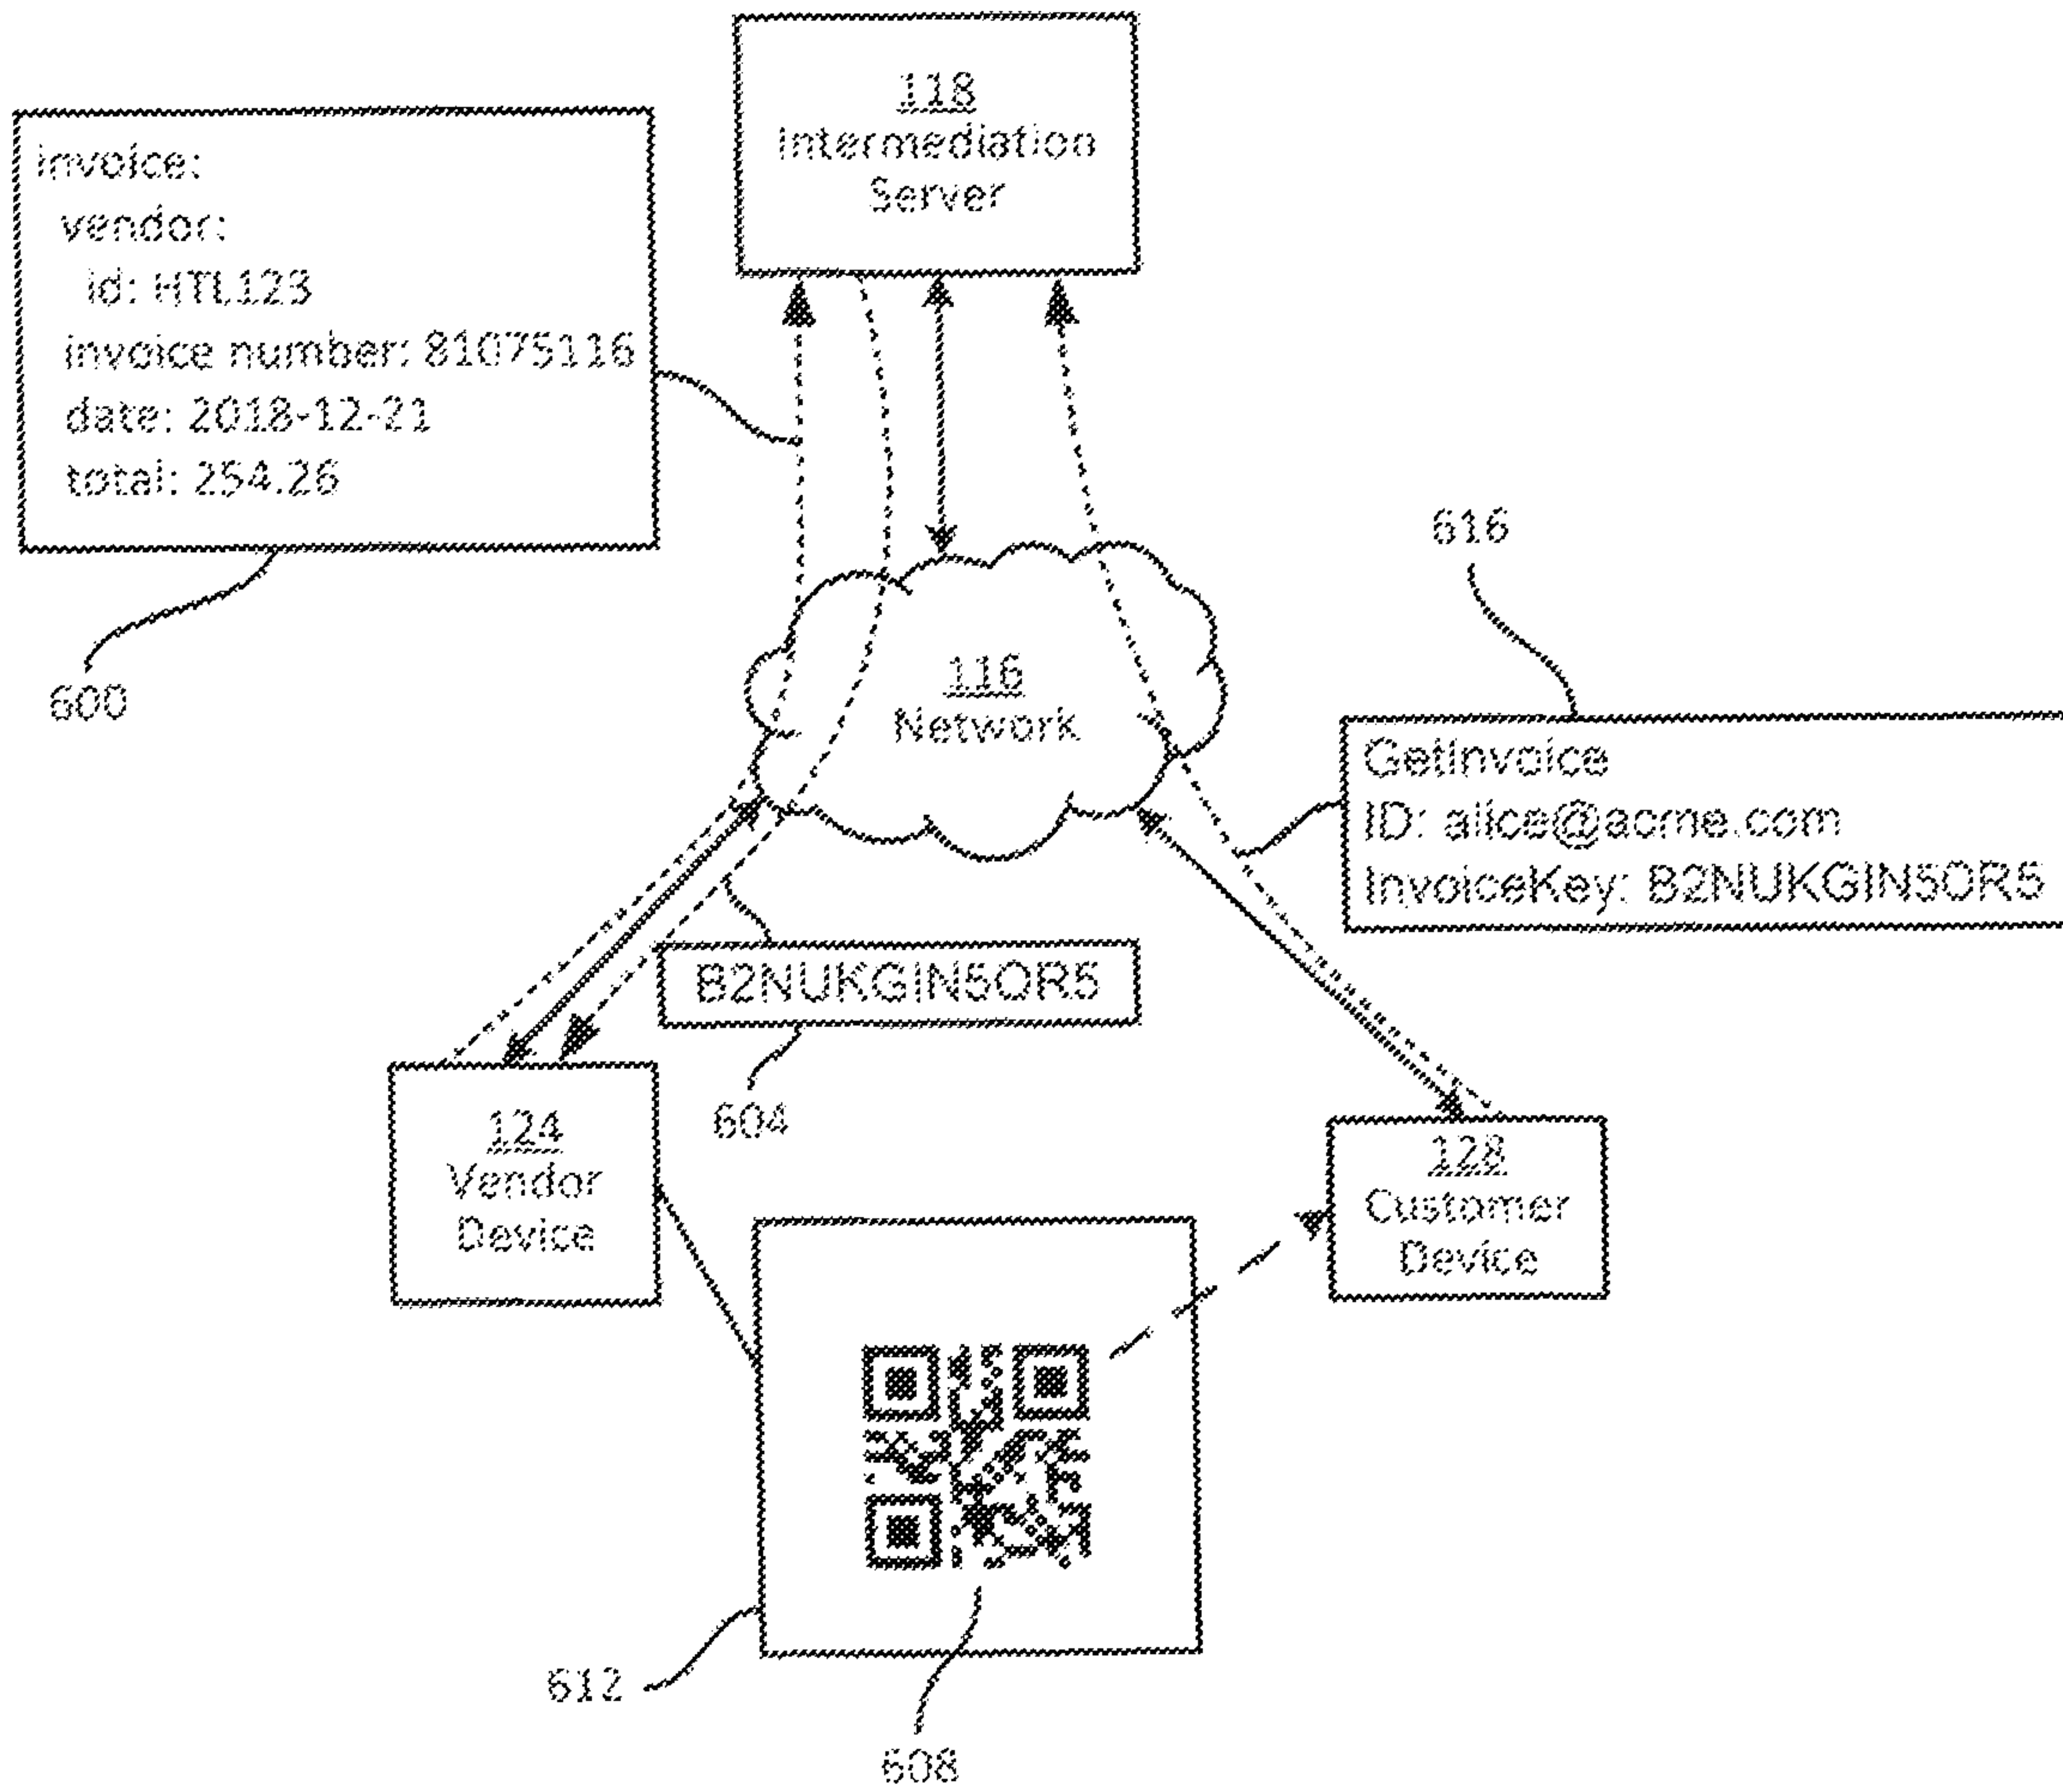 118
Intermediation
Server
invoice:
vendor:
id: HTL123
invoice number: 81075116
date: 2018-12-21
total: 254.26
600
616
116
Network
GetInvoice
ID: alice@acme.com
InvoiceKey: B2NUKGIN5OR5
B2NUKGIN5OR5
604
124
Vendor
Device
128
Customer
Device
612
608